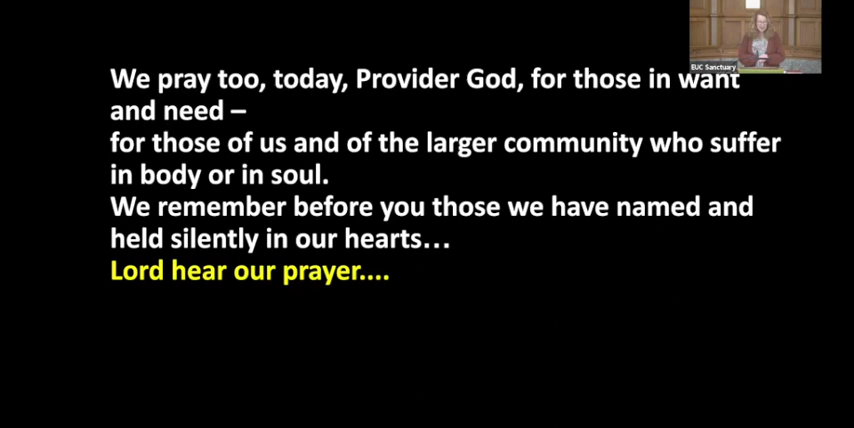 EUC Sanctuary
We pray too, today, Provider God, for those in want
and need –
for those of us and of the larger community who suffer
in body or in soul.
We remember before you those we have named and
held silently in our hearts…
Lord hear our prayer....